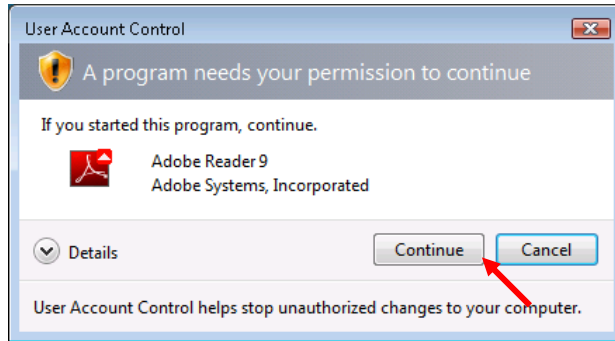 User Account Control
A program needs your permission to continue
If you started this program, continue.
Adobe Reader 9
Adobe Systems, Incorporated
Details
Continue
Cancel
User Account Control helps stop unauthorized changes to your computer.